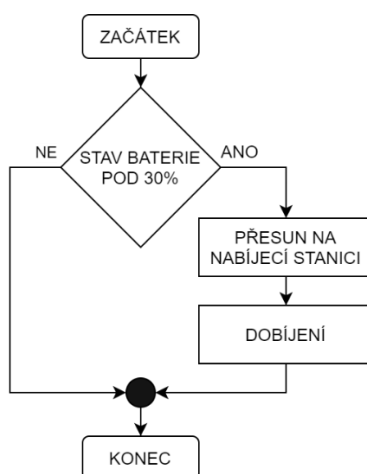 ZAČÁTEK
NE
STAV BATERIE
POD 30%
ANO
PŘESUN NA
NABÍJECÍ STANICI
DOBÍJENÍ
KONEC